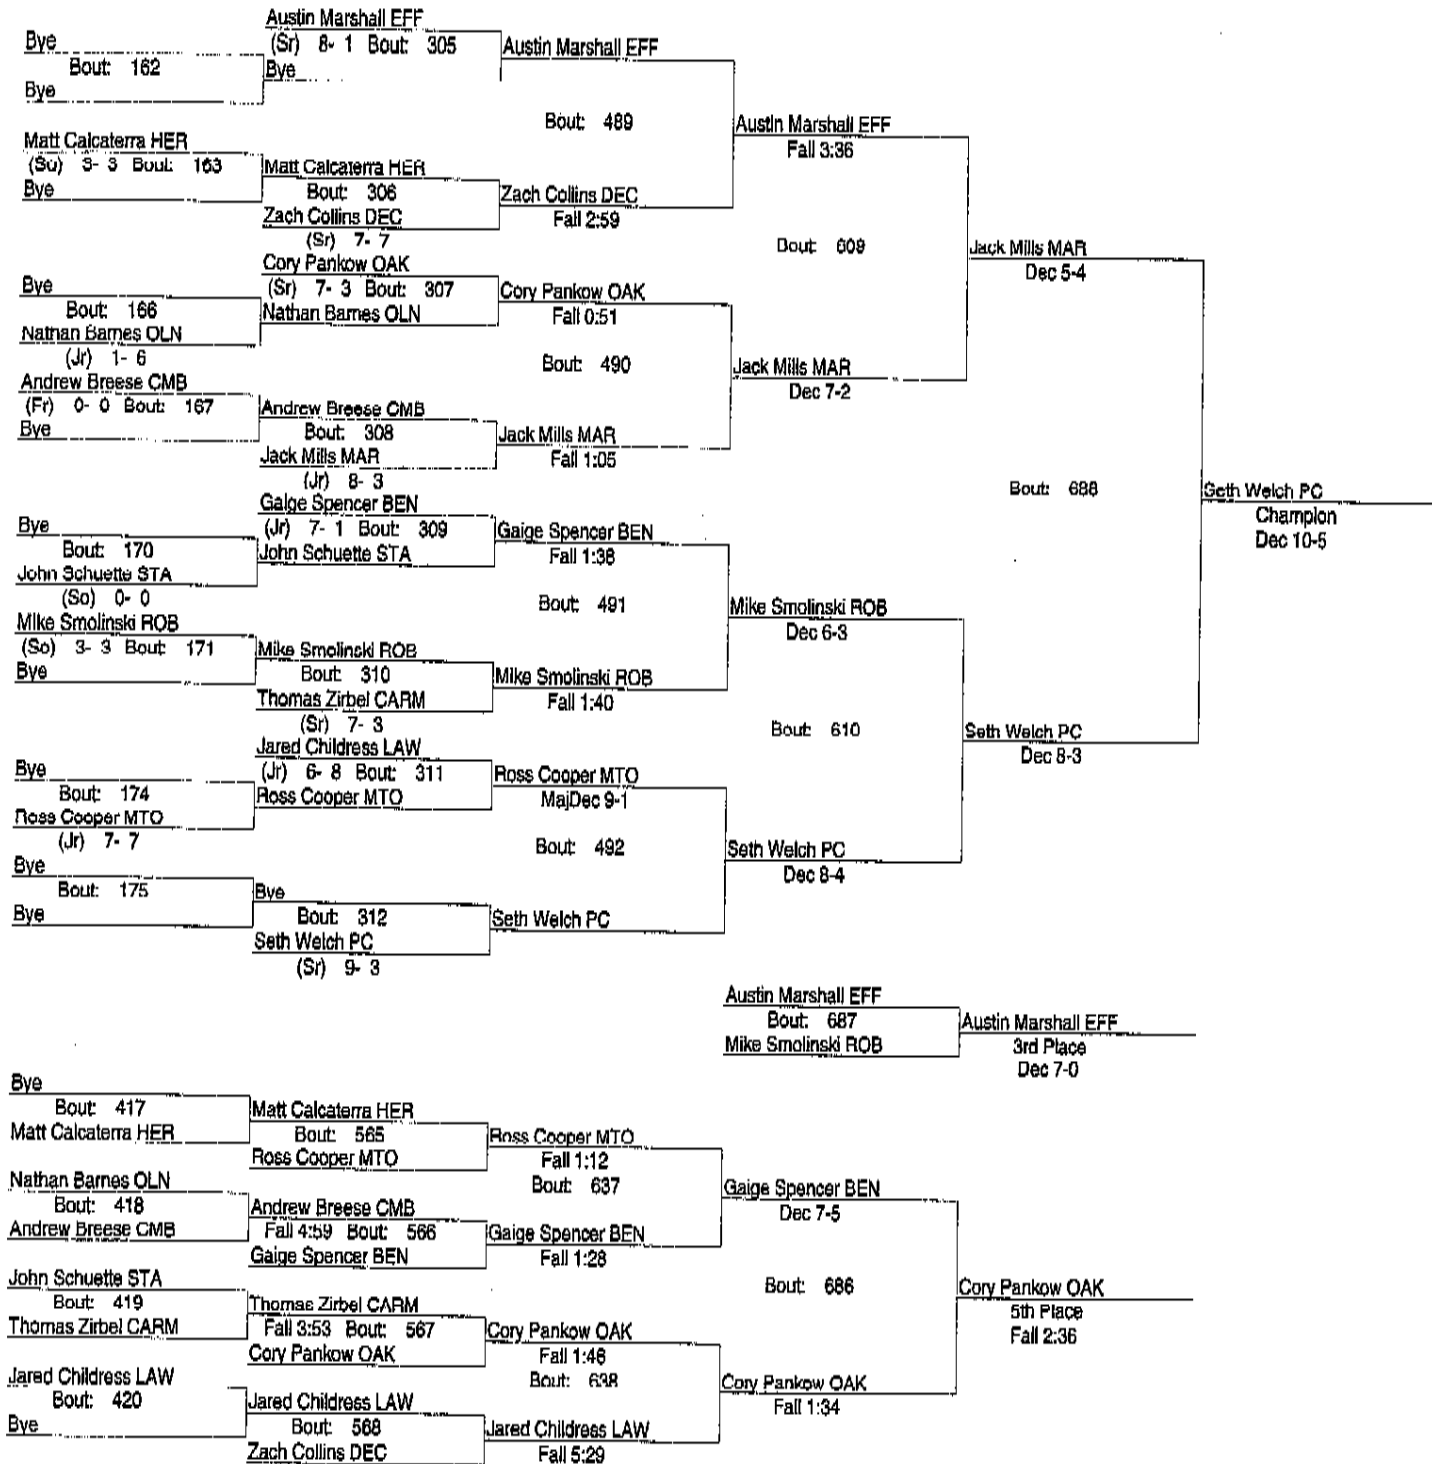 Austin Marshall EFF
Bye
(Sr) 8- 1 Bout: 305
Austin Marshall EFF
Bout: 162
Bye
Bye
Bout: 489
Austin Marshall EFF
Fall 3:36
Matt Calcaterra HER
(So) 3- 3 Bout: 163
Matt Calcaterra HER
Bye
Bout: 306
Zach Collins DEC
Zach Collins DEC
Fall 2:59
(Sr) 7- 7
Bout: 609
Jack Mills MAR
Dec 5-4
Cory Pankow OAK
Bye
(Sr) 7- 3 Bout: 307
Cory Pankow OAK
Bout: 166
Nathan Barnes OLN
Fall 0:51
Nathan Barnes OLN
(Jr) 1- 6
Bout: 490
Jack Mills MAR
Dec 7-2
Andrew Breese CMB
(Fr) 0- 0 Bout: 167
Andrew Breese CMB
Bye
Bout: 308
Jack Mills MAR
Jack Mills MAR
Fall 1:05
(Jr) 8- 3
Bout: 688
Seth Welch PC
Champion
Dec 10-5
Gaige Spencer BEN
Bye
(Jr) 7- 1 Bout: 309
Gaige Spencer BEN
Bout: 170
John Schuette STA
Fall 1:38
John Schuette STA
(So) 0- 0
Bout: 491
Mike Smolinski ROB
Dec 6-3
Mike Smolinski ROB
(So) 3- 3 Bout: 171
Mike Smolinski ROB
Bye
Bout: 310
Mike Smolinski ROB
Thomas Zirbel CARM
Fall 1:40
(Sr) 7- 3
Bout: 610
Seth Welch PC
Dec 8-3
Jared Childress LAW
Bye
(Jr) 6- 8 Bout: 311
Ross Cooper MTO
Bout: 174
Ross Cooper MTO
MajDec 9-1
Ross Cooper MTO
(Jr) 7- 7
Bout: 492
Seth Welch PC
Dec 8-4
Bye
Bout: 175
Bye
Bye
Bout: 312
Seth Welch PC
Seth Welch PC
(Sr) 9- 3
Austin Marshall EFF
Bout: 687
Austin Marshall EFF
Mike Smolinski ROB
3rd Place
Dec 7-0
Bye
Bout: 417
Matt Calcaterra HER
Matt Calcaterra HER
Bout: 565
Ross Cooper MTO
Ross Cooper MTO
Fall 1:12
Nathan Barnes OLN
Bout: 637
Gaige Spencer BEN
Bout: 418
Andrew Breese CMB
Dec 7-5
Andrew Breese CMB
Fall 4:59 Bout: 566
Gaige Spencer BEN
Gaige Spencer BEN
Fall 1:28
John Schuette STA
Bout: 686
Cory Pankow OAK
Bout: 419
Thomas Zirbel CARM
5th Place
Thomas Zirbel CARM
Fall 3:53 Bout: 567
Cory Pankow OAK
Fall 2:36
Cory Pankow OAK
Fall 1:46
Jared Childress LAW
Bout: 638
Cory Pankow OAK
Bout: 420
Jared Childress LAW
Fall 1:34
Bye
Bout: 568
Jared Childress LAW
Zach Collins DEC
Fall 5:29